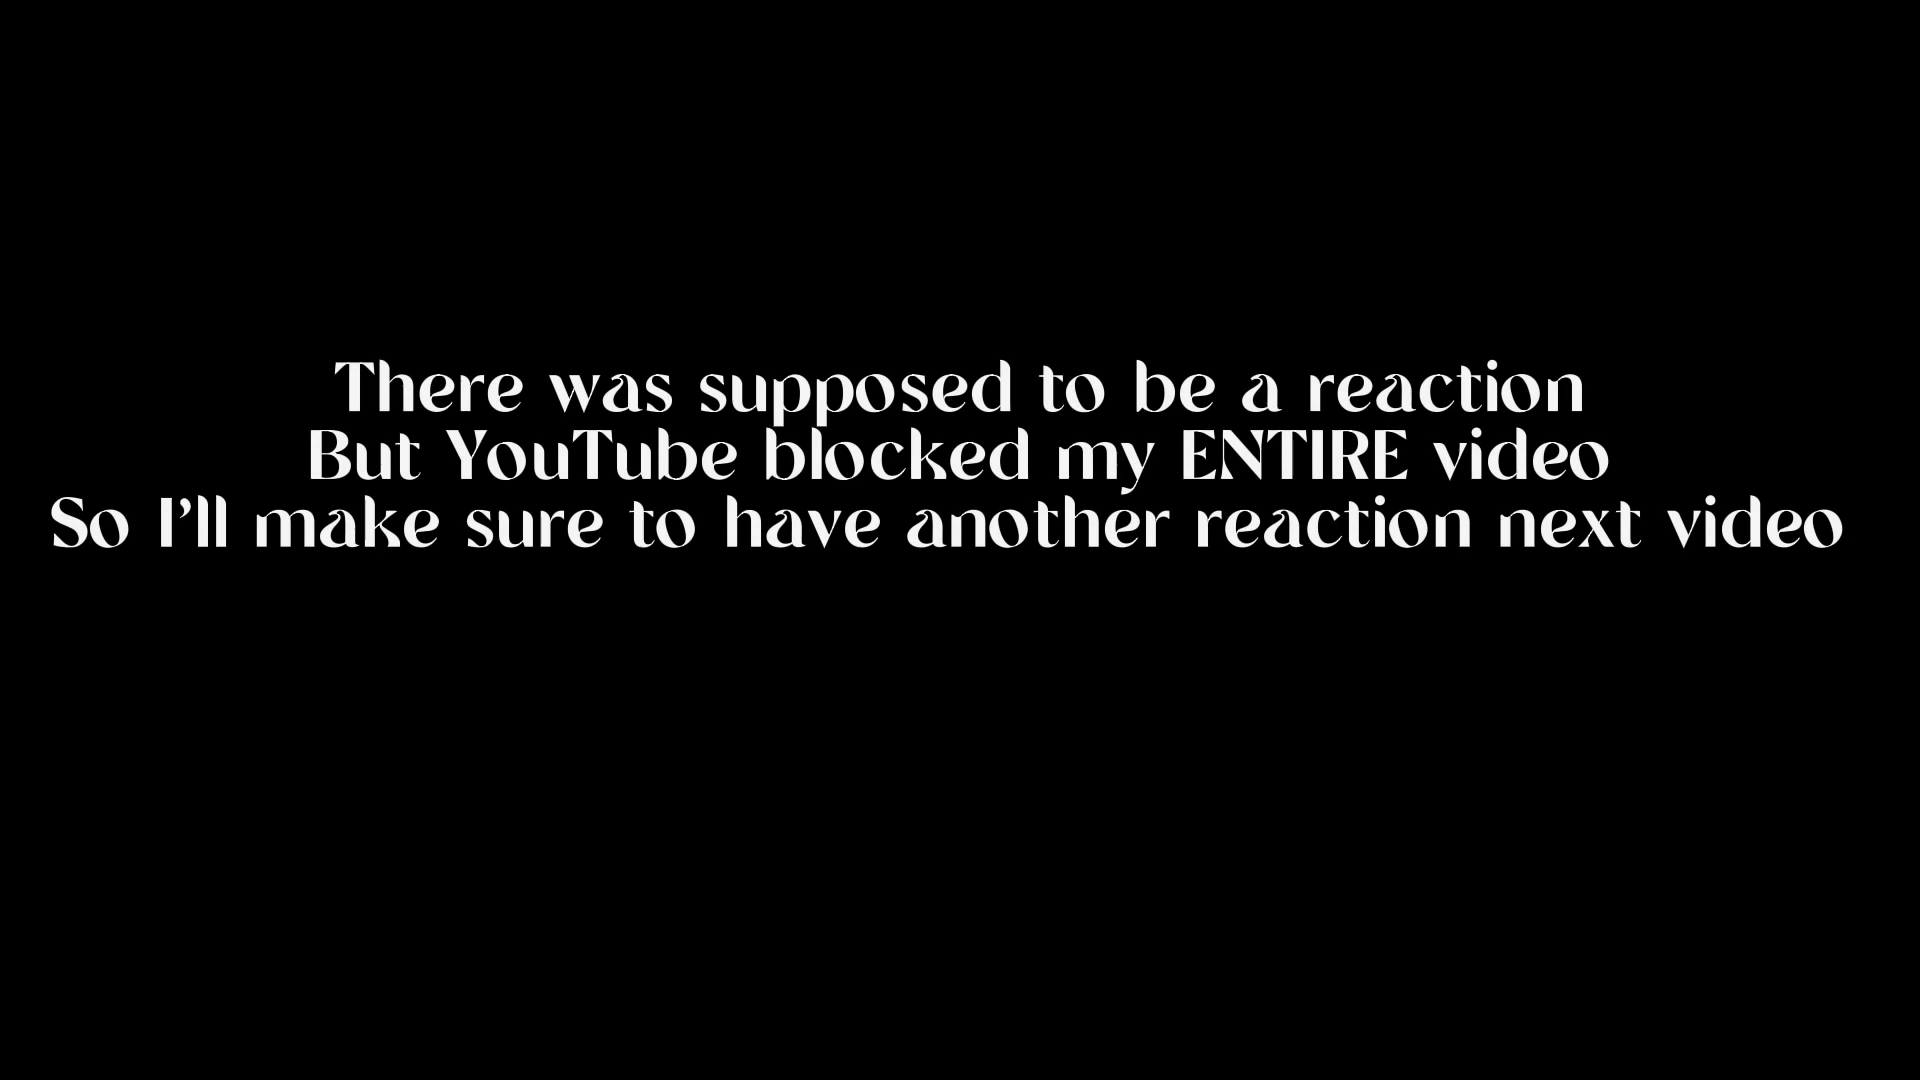 There was supposed to be a reaction
But YouTube blocked my ENTIRE video
So I’ll make sure to have another reaction next video